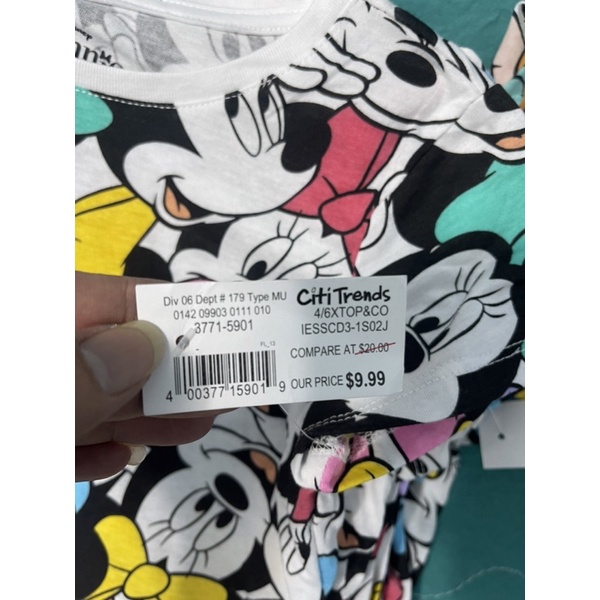 Div 06 Dept # 179 Type MU
0142 09903 0111 010
3771-5901
FL_13
4 00377 15901 9
Citi Trends
4/6XTOP&CO
IESSCD3-1S02J
COMPARE AT $20.00
OUR PRICE $9.99